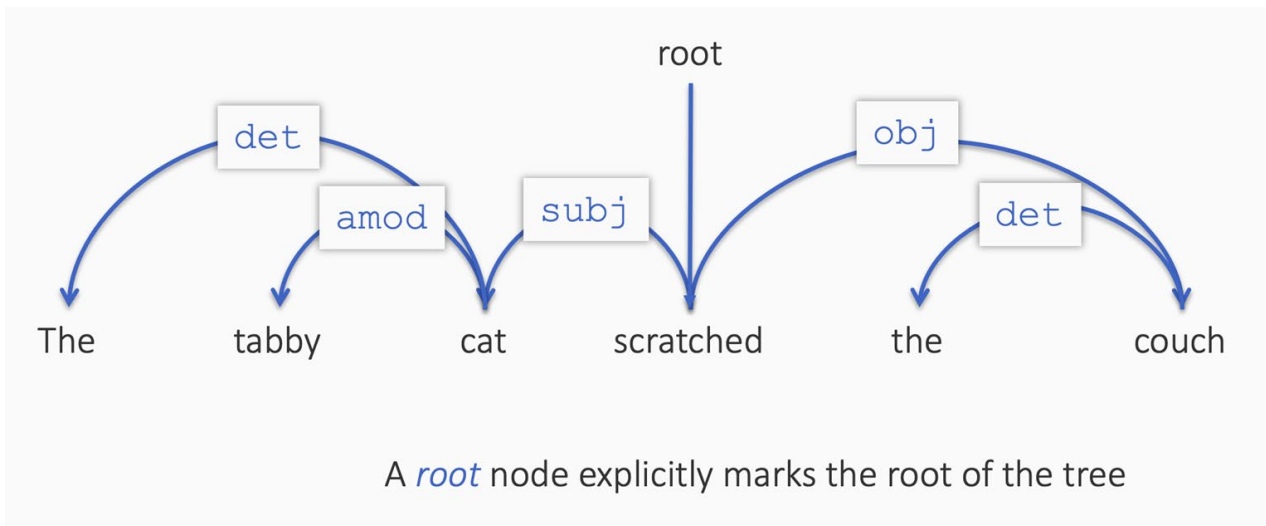 root
det
obj
amod
subj
det
The tabby cat scratched the couch
A root node explicitly marks the root of the tree